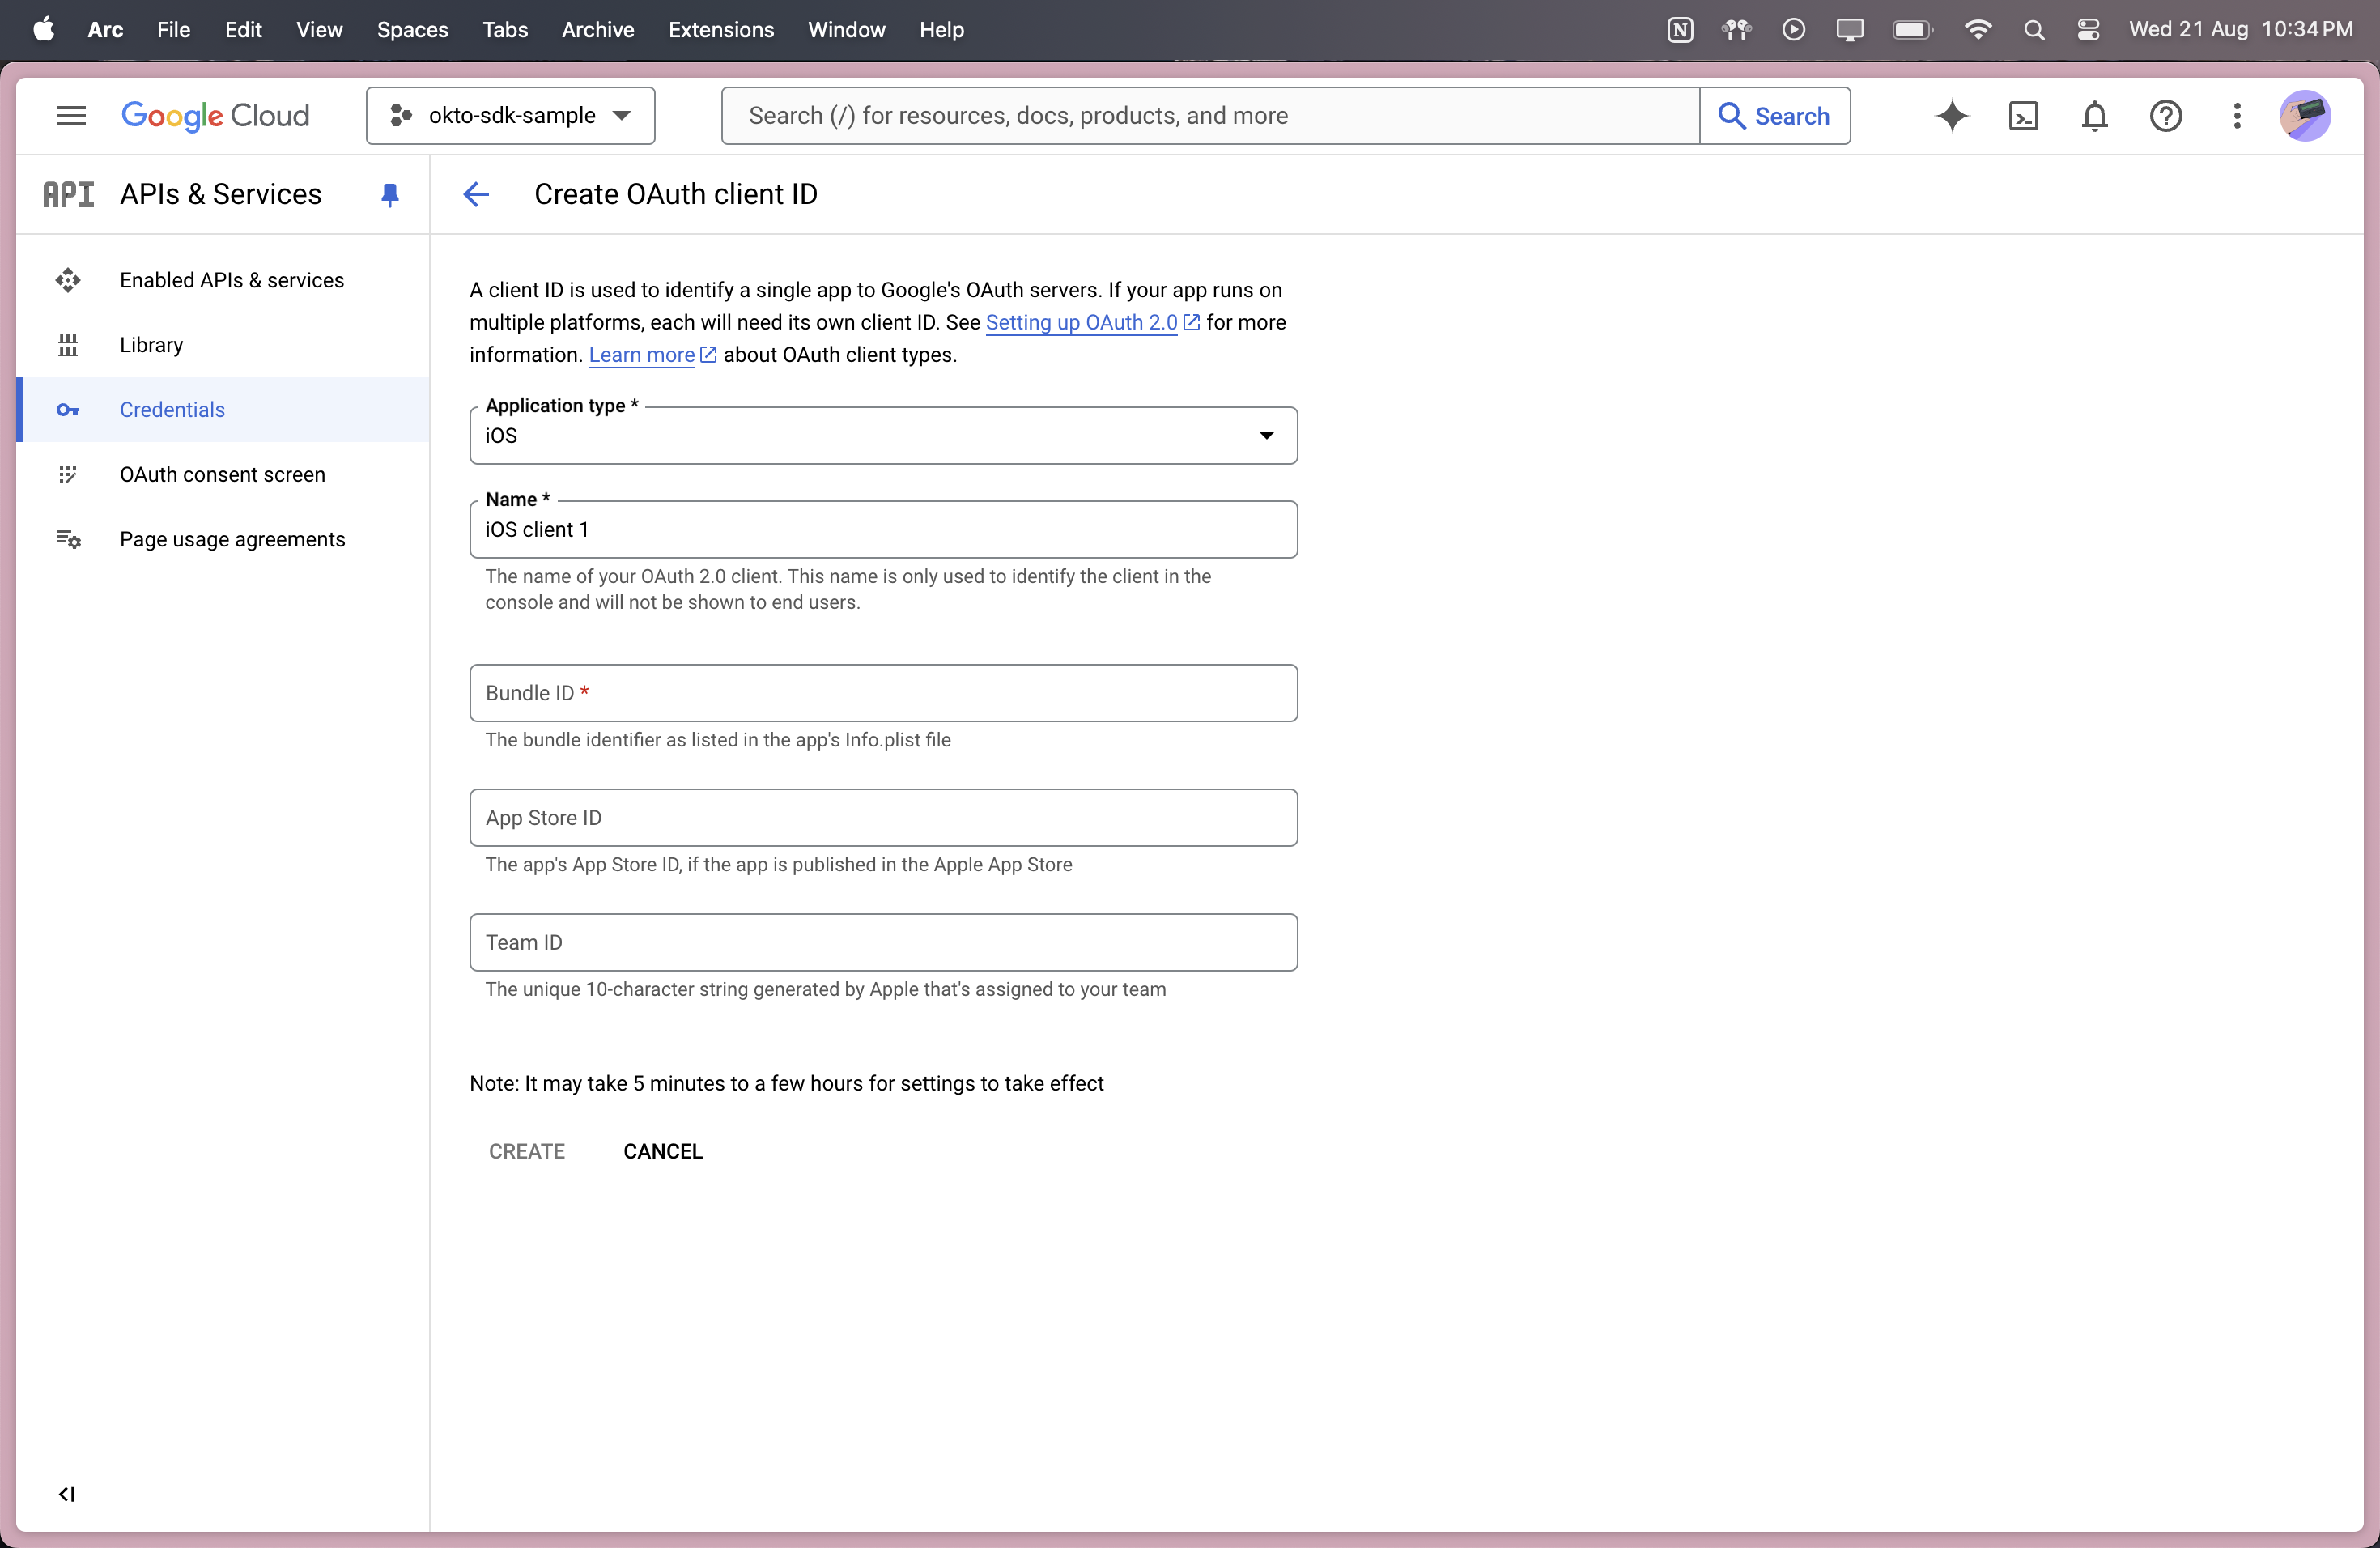 Arc File Edit View Spaces Tabs Archive Extensions Window Help N Wed 21 Aug 10:34 PM
Google Cloud okto-sdk-sample Search (/) for resources, docs, products, and more Search
API APIs & Services Create OAuth client ID
Enabled APIs & services
Library
Credentials
OAuth consent screen
Page usage agreements
A client ID is used to identify a single app to Google's OAuth servers. If your app runs on
multiple platforms, each will need its own client ID. See Setting up OAuth 2.0 for more
information. Learn more about OAuth client types.
Application type *
iOS
Name *
iOS client 1
The name of your OAuth 2.0 client. This name is only used to identify the client in the
console and will not be shown to end users.
Bundle ID *
The bundle identifier as listed in the app's Info.plist file
App Store ID
The app's App Store ID, if the app is published in the Apple App Store
Team ID
The unique 10-character string generated by Apple that's assigned to your team
Note: It may take 5 minutes to a few hours for settings to take effect
CREATE CANCEL